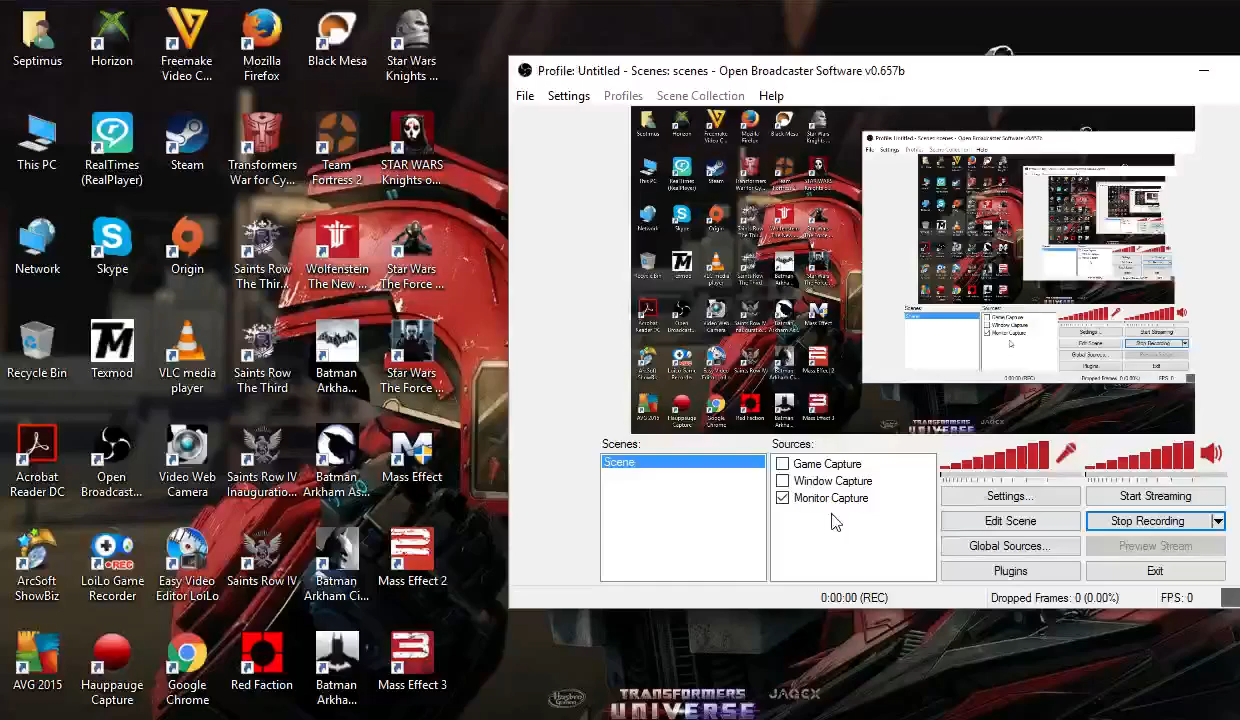 Septimus
Horizon
Freemake
Video C...
Mozilla
Firefox
Black Mesa
Star Wars
Knights ...
This PC
RealTimes
(RealPlayer)
Steam
Transformers
War for Cy...
Team
Fortress 2
STAR WARS
Knights o...
Network
Skype
Origin
Saints Row
The Thir...
Wolfenstein
The New ...
Star Wars
The Force ...
Recycle Bin
Texmod
VLC media
player
Saints Row
The Third
Batman
Arkha...
Star Wars
The Force ...
Acrobat
Reader DC
Open
Broadcast...
Video Web
Camera
Saints Row IV
Inauguratio...
Batman
Arkham As...
Mass Effect
ArcSoft
ShowBiz
LoiLo Game
Recorder
Easy Video
Editor LoiLo
Saints Row IV
Batman
Arkham Ci...
Mass Effect 2
AVG 2015
Hauppauge
Capture
Google
Chrome
Red Faction
Batman
Arkha...
Mass Effect 3
Profile: Untitled - Scenes: scenes - Open Broadcaster Software v0.657b
File Settings Profiles Scene Collection Help
Scenes:
Scene
Sources:
Game Capture
Window Capture
Monitor Capture
Settings...
Start Streaming
Edit Scene
Stop Recording
Global Sources...
Preview Stream
Plugins
Exit
0:00:00 (REC)
Dropped Frames: 0 (0.00%)
FPS: 0
TRANSFORMERS
UNIVERSE
JAGEX